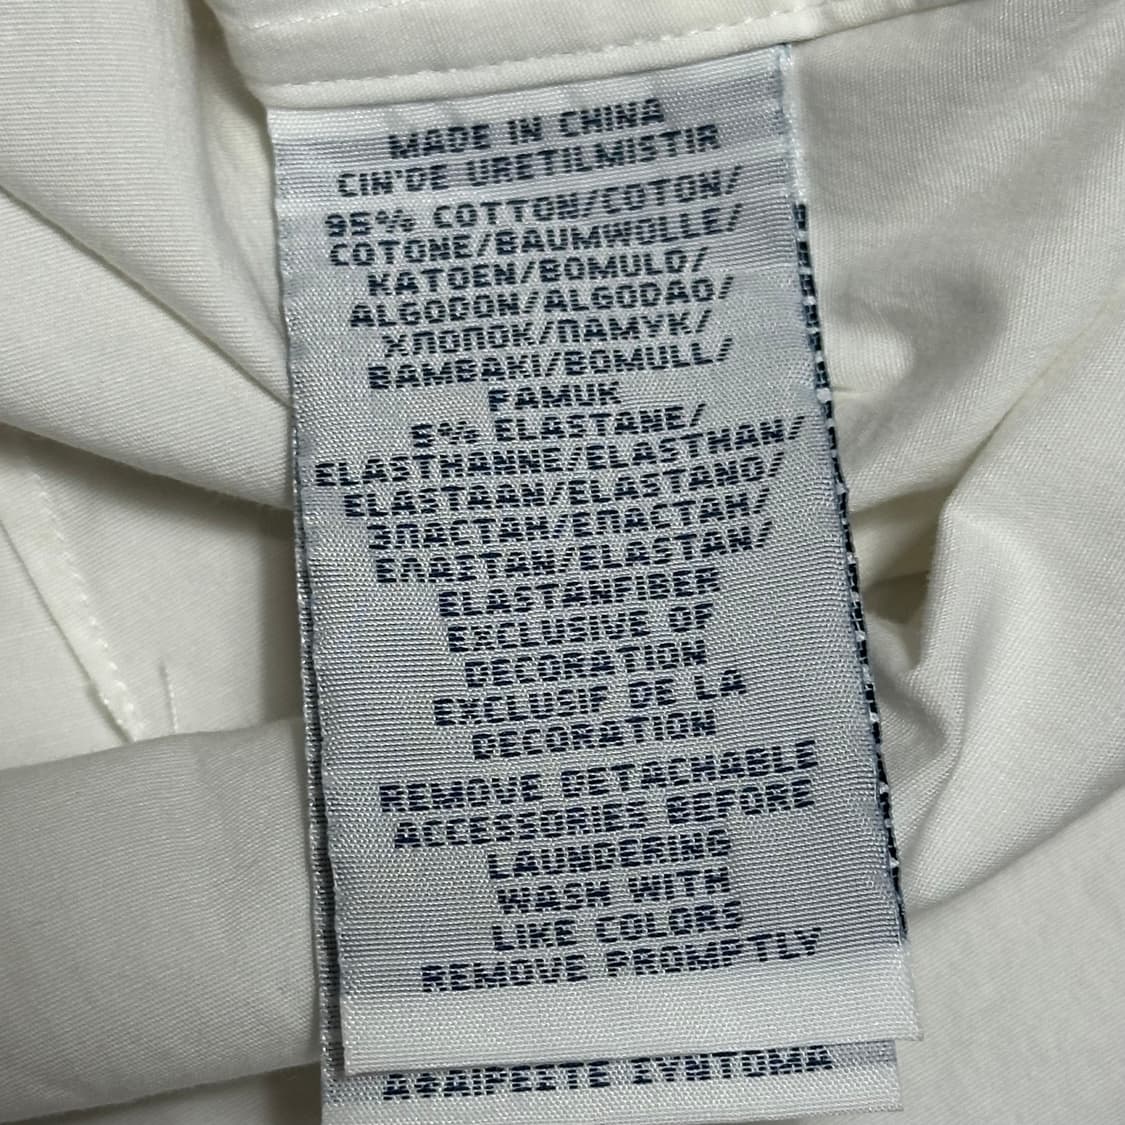 MADE IN CHINA
CIN'DE URETILMISTIR
95% COTTON/COTON/
COTONE/BAUMWOLLE/
KATOEN/BOMULD/
ALGODON/ALGODAO/
ХЛОПОК/ПАМУК/
BAMBAKI/BOMULL/
PAMUK
5% ELASTANE/
ELASTHANNE/ELASTHAN/
ELASTAAN/ELASTANO/
ЭЛАСТАН/ЕЛАСТАН/
ΕΛΑΣΤΑΝ/ELASTAN/
ELASTANFIBER
EXCLUSIVE OF
DECORATION
EXCLUSIF DE LA
DECORATION
REMOVE DETACHABLE
ACCESSORIES BEFORE
LAUNDERING
WASH WITH
LIKE COLORS
REMOVE PROMPTLY
ΑΦΑΙΡΕΣΤΕ ΣΥΝΤΟΜΑ